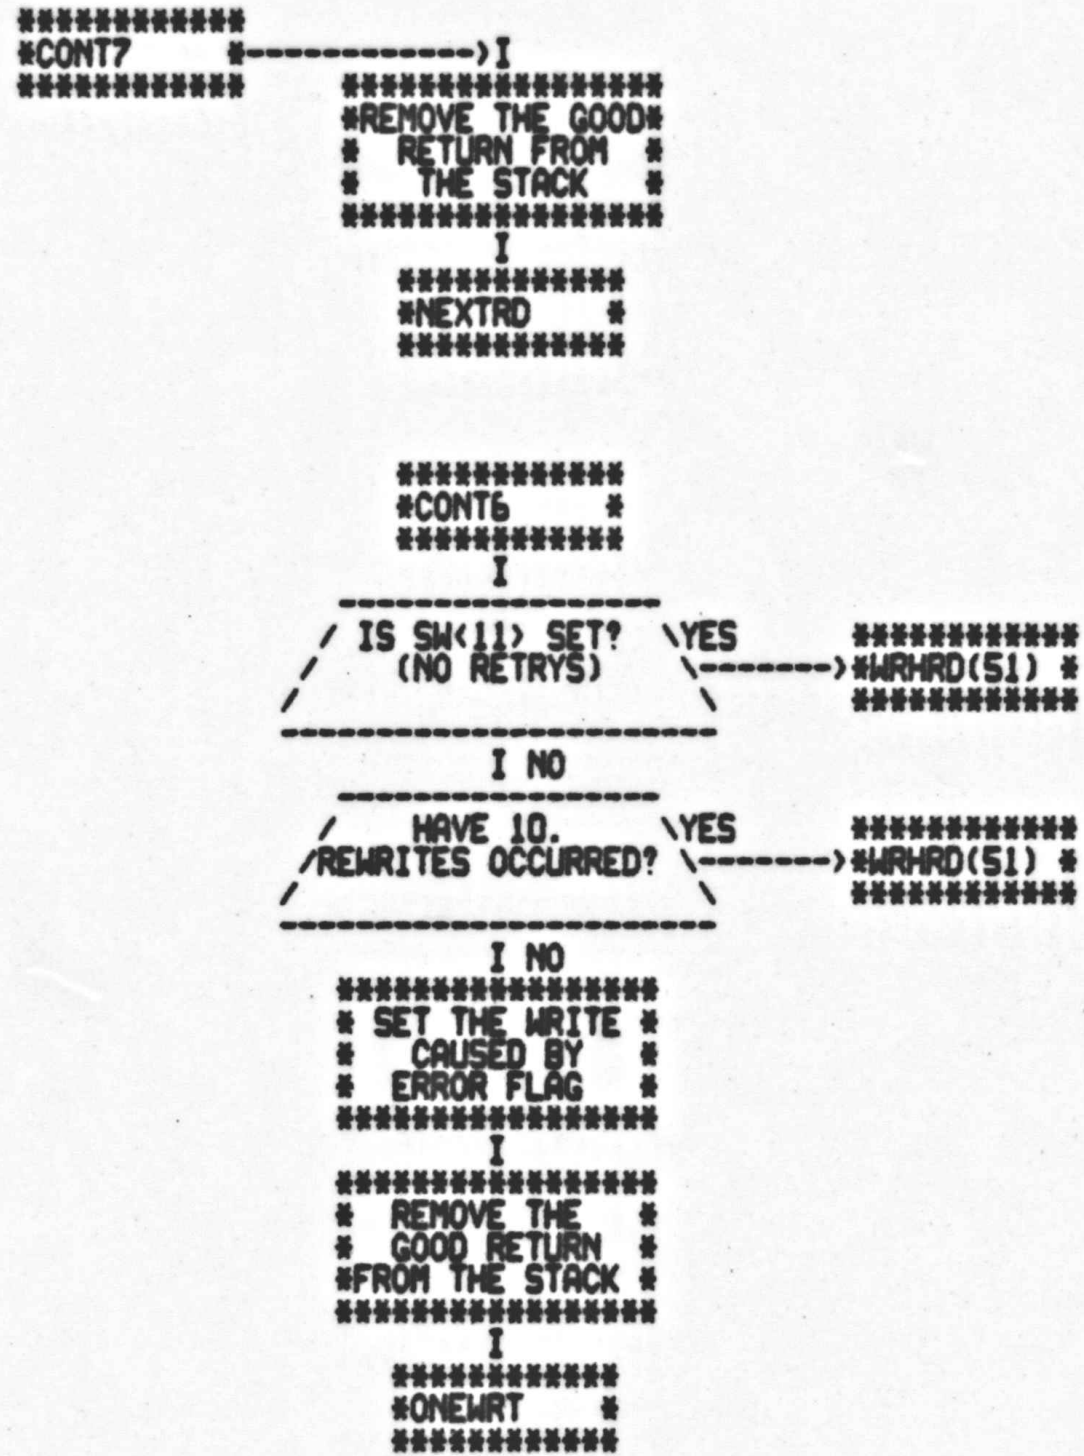 ************
*CONT7     *------------->I
************
*****************
*REMOVE THE GOOD*
*  RETURN FROM  *
*   THE STACK   *
*****************
I
************
*NEXTRD    *
************
************
*CONT6     *
************
I
-----------------
/ IS SW<11> SET?  \YES     ************
/    (NO RETRYS)    \------->*WRHRD(51) *
/                     \        ************
-----------------------
I NO
-----------------
/    HAVE 10.     \YES      ************
/REWRITES OCCURRED? \------->*WRHRD(51) *
/                     \        ************
-----------------------
I NO
*****************
* SET THE WRITE *
*   CAUSED BY   *
*  ERROR FLAG   *
*****************
I
*****************
*  REMOVE THE   *
*  GOOD RETURN  *
*FROM THE STACK *
*****************
I
************
*ONEWRT    *
************